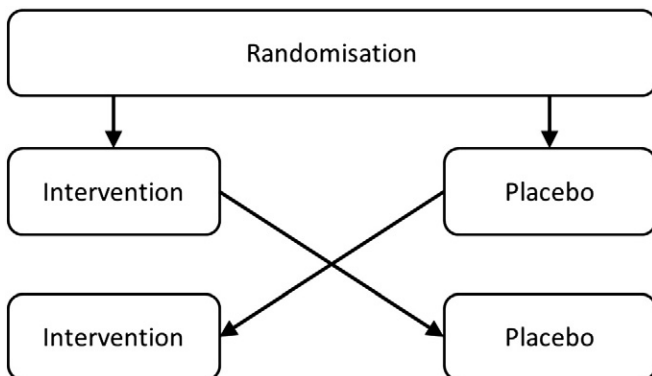 Randomisation
Intervention
Placebo
Intervention
Placebo